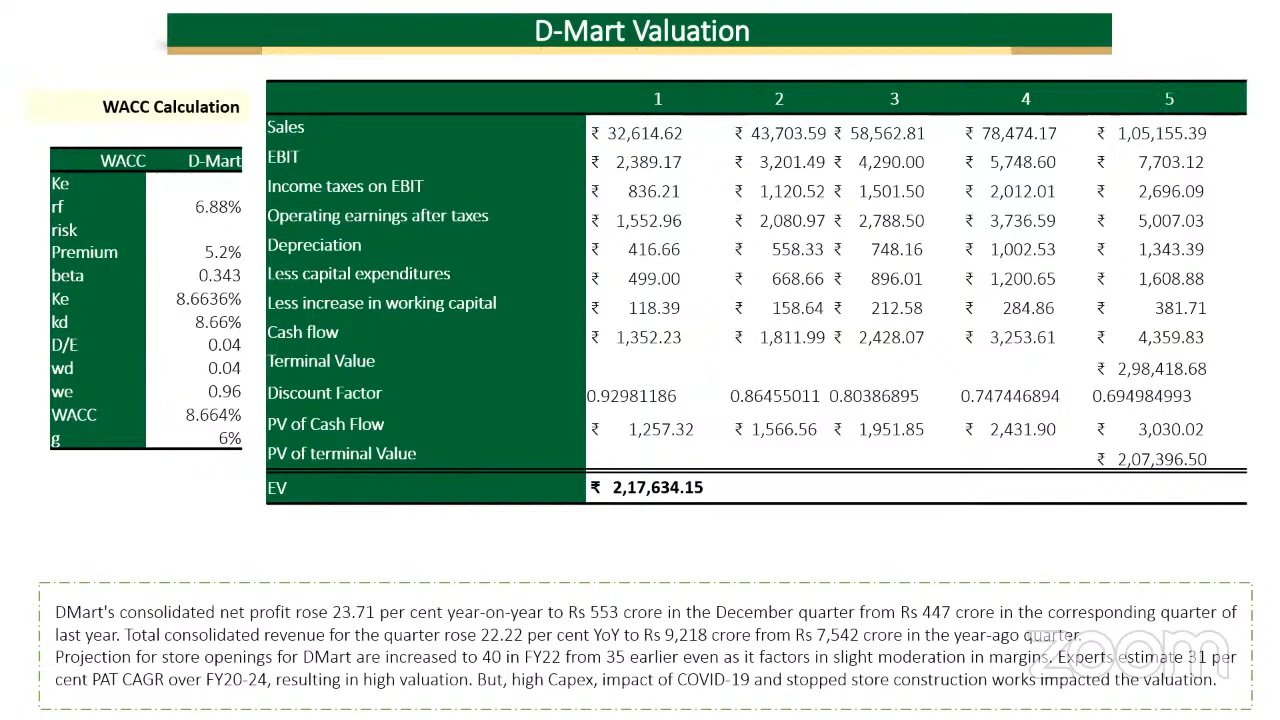 D-Mart Valuation
WACC Calculation
WACC D-Mart
Ke
rf 6.88%
risk
Premium 5.2%
beta 0.343
Ke 8.6636%
kd 8.66%
D/E 0.04
wd 0.04
we 0.96
WACC 8.664%
g 6%
1 2 3 4 5
Sales ₹ 32,614.62 ₹ 43,703.59 ₹ 58,562.81 ₹ 78,474.17 ₹ 1,05,155.39
EBIT ₹ 2,389.17 ₹ 3,201.49 ₹ 4,290.00 ₹ 5,748.60 ₹ 7,703.12
Income taxes on EBIT ₹ 836.21 ₹ 1,120.52 ₹ 1,501.50 ₹ 2,012.01 ₹ 2,696.09
Operating earnings after taxes ₹ 1,552.96 ₹ 2,080.97 ₹ 2,788.50 ₹ 3,736.59 ₹ 5,007.03
Depreciation ₹ 416.66 ₹ 558.33 ₹ 748.16 ₹ 1,002.53 ₹ 1,343.39
Less capital expenditures ₹ 499.00 ₹ 668.66 ₹ 896.01 ₹ 1,200.65 ₹ 1,608.88
Less increase in working capital ₹ 118.39 ₹ 158.64 ₹ 212.58 ₹ 284.86 ₹ 381.71
Cash flow ₹ 1,352.23 ₹ 1,811.99 ₹ 2,428.07 ₹ 3,253.61 ₹ 4,359.83
Terminal Value ₹ 2,98,418.68
Discount Factor 0.92981186 0.86455011 0.80386895 0.747446894 0.694984993
PV of Cash Flow ₹ 1,257.32 ₹ 1,566.56 ₹ 1,951.85 ₹ 2,431.90 ₹ 3,030.02
PV of terminal Value ₹ 2,07,396.50
EV ₹ 2,17,634.15
DMart's consolidated net profit rose 23.71 per cent year-on-year to Rs 553 crore in the December quarter from Rs 447 crore in the corresponding quarter of
last year. Total consolidated revenue for the quarter rose 22.22 per cent YoY to Rs 9,218 crore from Rs 7,542 crore in the year-ago quarter.
Projection for store openings for DMart are increased to 40 in FY22 from 35 earlier even as it factors in slight moderation in margins. Expert estimate 31 per
cent PAT CAGR over FY20-24, resulting in high valuation. But, high Capex, impact of COVID-19 and stopped store construction works impacted the valuation.
zoom